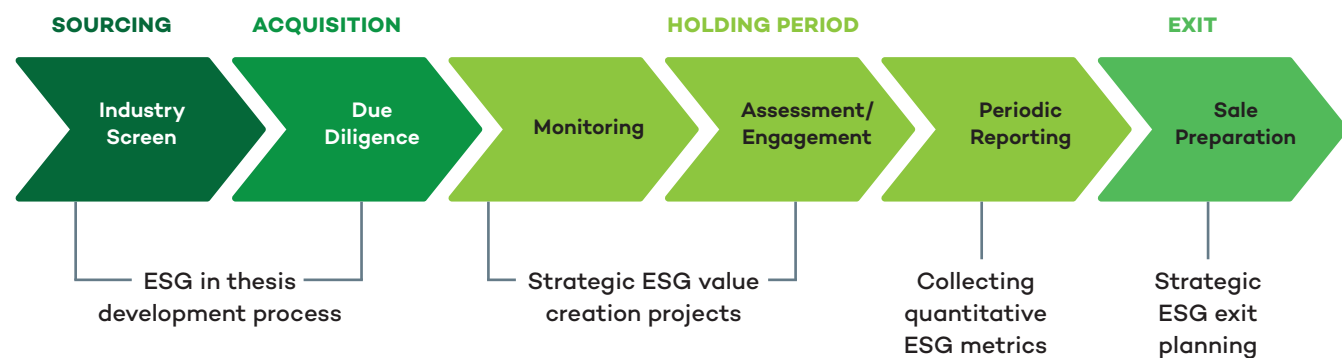 SOURCING
ACQUISITION
HOLDING PERIOD
EXIT
Industry
Screen
Due
Diligence
Monitoring
Assessment/
Engagement
Periodic
Reporting
Sale
Preparation
ESG in thesis
development process
Strategic ESG value
creation projects
Collecting
quantitative
ESG metrics
Strategic
ESG exit
planning